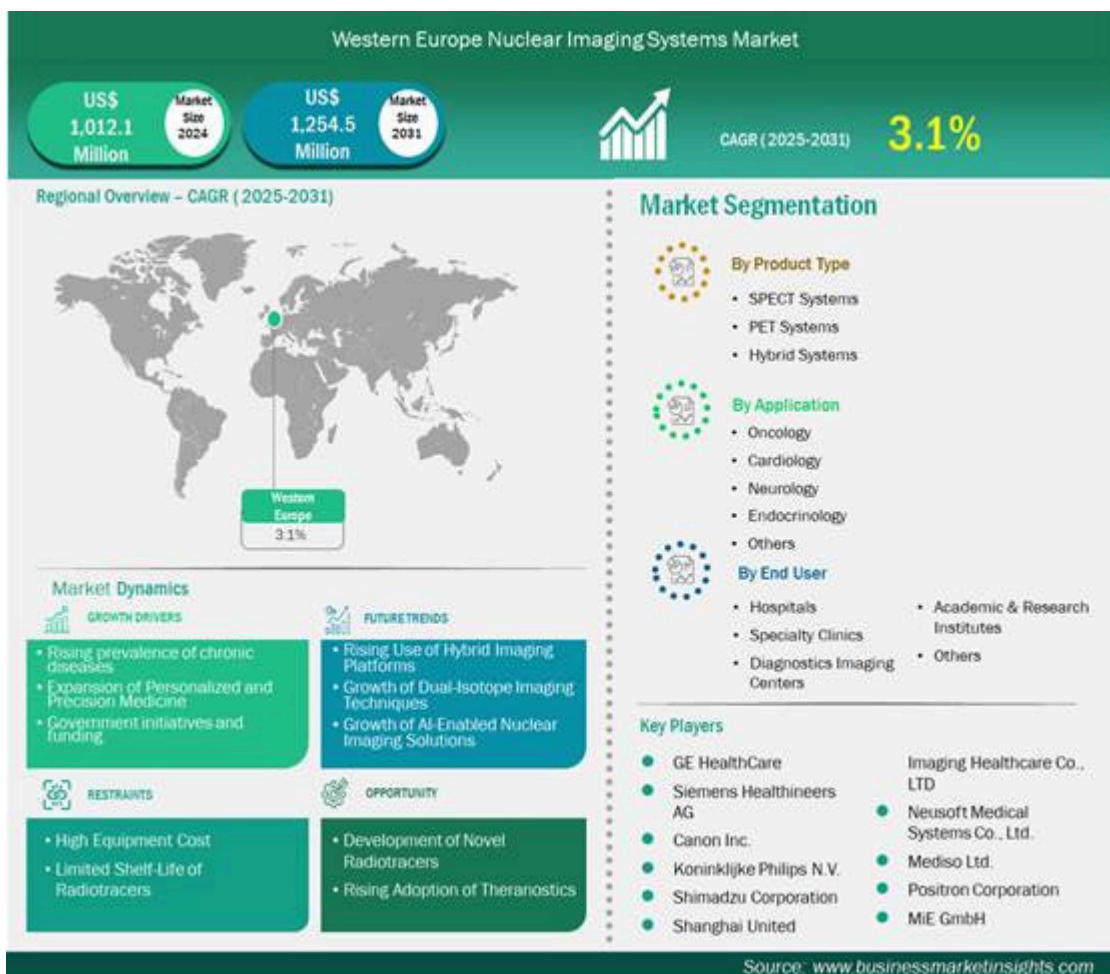 Western Europe Nuclear Imaging Systems Market
US$
1,012.1
Million
Market
Size
2024
US$
1,254.5
Million
Market
Size
2031
CAGR (2025-2031)
3.1%
Regional Overview – CAGR (2025-2031)
Western
Europe
3.1%
Market Dynamics
GROWTH DRIVERS
• Rising prevalence of chronic
diseases
• Expansion of Personalized and
Precision Medicine
• Government initiatives and
funding
FUTURE TRENDS
• Rising Use of Hybrid Imaging
Platforms
• Growth of Dual-Isotope Imaging
Techniques
• Growth of AI-Enabled Nuclear
Imaging Solutions
RESTRAINTS
• High Equipment Cost
• Limited Shelf-Life of
Radiotracers
OPPORTUNITY
• Development of Novel
Radiotracers
• Rising Adoption of Theranostics
Market Segmentation
By Product Type
• SPECT Systems
• PET Systems
• Hybrid Systems
By Application
• Oncology
• Cardiology
• Neurology
• Endocrinology
• Others
By End User
• Hospitals
• Specialty Clinics
• Diagnostics Imaging
Centers
• Academic & Research
Institutes
• Others
Key Players
GE HealthCare
Siemens Healthineers
AG
Canon Inc.
Koninklijke Philips N.V.
Shimadzu Corporation
Shanghai United
Imaging Healthcare Co.,
LTD
Neusoft Medical
Systems Co., Ltd.
Mediso Ltd.
Positron Corporation
MiE GmbH
Source: www.businessmarketinsights.com